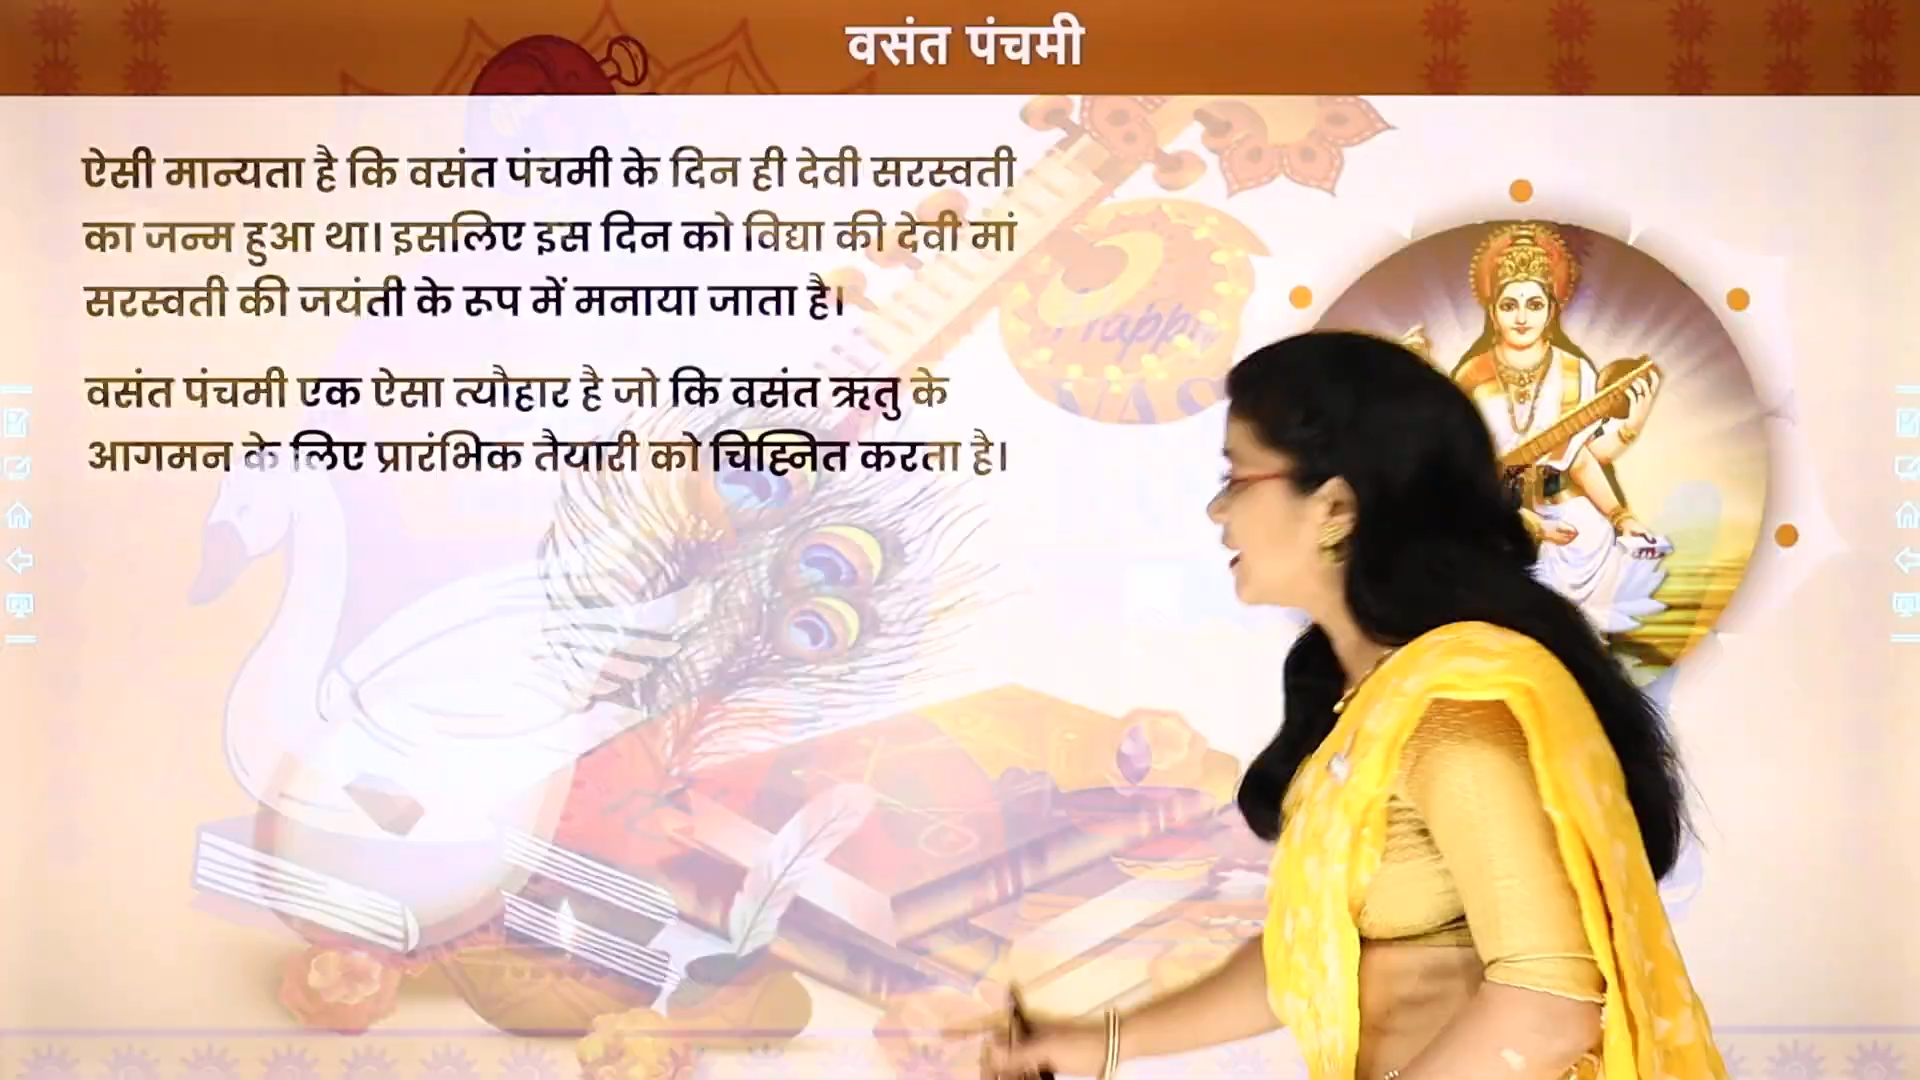 वसंत पंचमी
ऐसी मान्यता है कि वसंत पंचमी के दिन ही देवी सरस्वती
का जन्म हुआ था। इसलिए इस दिन को विद्या की देवी मां
सरस्वती की जयंती के रूप में मनाया जाता है।
वसंत पंचमी एक ऐसा त्यौहार है जो कि वसंत ऋतु के
आगमन के लिए प्रारंभिक तैयारी को चिह्नित करता है।
Happy